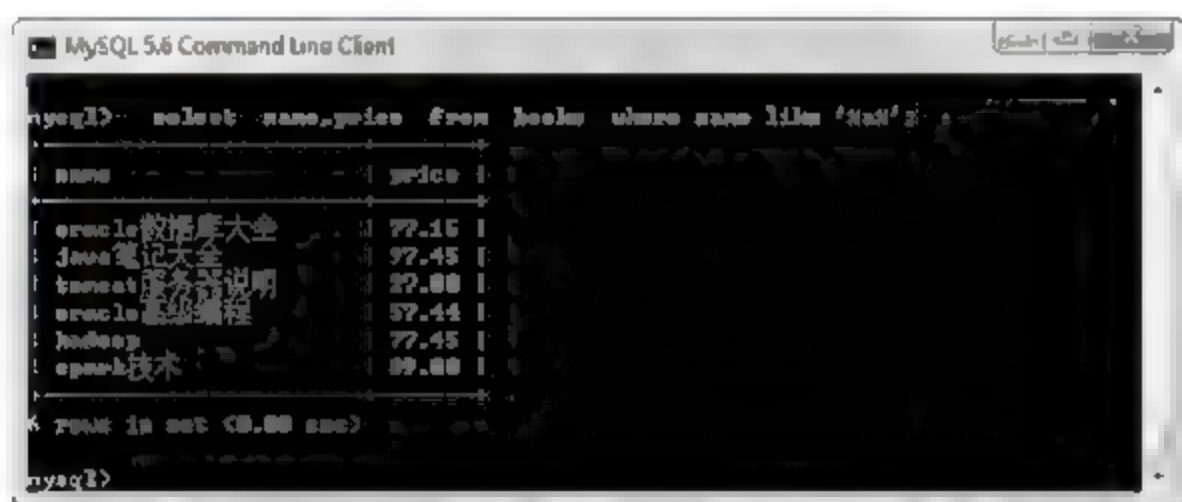 MySQL 5.6 Command Line Client
mysql> select name,price from books where name like '%a%';
name price
oracle数据库大全 77.15
java笔记大全 97.45
tomcat服务器说明 27.00
oracle高级编程 57.44
hadoop 77.45
spark技术
6 rows in set (0.00 sec)
mysql>